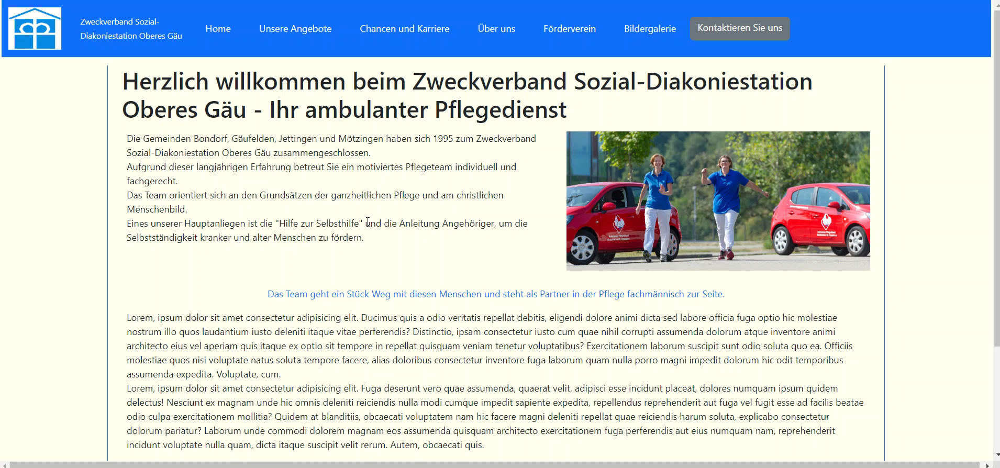 Zweckverband Sozial-
Diakoniestation Oberes Gäu
Home
Unsere Angebote
Chancen und Karriere
Über uns
Förderverein
Bildergalerie
Kontaktieren Sie uns
Herzlich willkommen beim Zweckverband Sozial-Diakoniestation
Oberes Gäu - Ihr ambulanter Pflegedienst
Die Gemeinden Bondorf, Gäufelden, Jettingen und Mötzingen haben sich 1995 zum Zweckverband
Sozial-Diakoniestation Oberes Gäu zusammengeschlossen.
Aufgrund dieser langjährigen Erfahrung betreut Sie ein motiviertes Pflegeteam individuell und
fachgerecht.
Das Team orientiert sich an den Grundsätzen der ganzheitlichen Pflege und am christlichen
Menschenbild.
Eines unserer Hauptanliegen ist die "Hilfe zur Selbsthilfe" und die Anleitung Angehöriger, um die
Selbstständigkeit kranker und alter Menschen zu fördern.
Das Team geht ein Stück Weg mit diesen Menschen und steht als Partner in der Pflege fachmännisch zur Seite.
Lorem, ipsum dolor sit amet consectetur adipisicing elit. Ducimus quis a odio veritatis repellat debitis, eligendi dolore animi dicta sed labore officia fuga optio hic molestiae
nostrum illo quos laudantium iusto deleniti itaque vitae perferendis? Distinctio, ipsam consectetur iusto cum quae nihil corrupti assumenda dolorum atque inventore animi
architecto eius vel aperiam quis itaque ex optio sit tempore in repellat quisquam veniam tenetur voluptatibus? Exercitationem laborum suscipit sunt odio soluta quo ea. Officiis
molestiae quos nisi voluptate natus soluta tempore facere, alias doloribus consectetur inventore fuga laborum quam nulla porro magni impedit dolorum hic odit temporibus
assumenda expedita. Voluptate, cum.
Lorem, ipsum dolor sit amet consectetur adipisicing elit. Fuga deserunt vero quae assumenda, quaerat velit, adipisci esse incidunt placeat, dolores numquam ipsum quidem
delectus! Nesciunt ex magnam unde hic omnis deleniti reiciendis nulla modi cumque impedit sapiente expedita, repellendus reprehenderit aut fuga vel fugit esse ad facilis beatae
odio culpa exercitationem mollitia? Quidem at blanditiis, obcaecati voluptatem nam hic facere magni deleniti repellat quae reiciendis harum soluta, explicabo consectetur
dolorum pariatur? Laborum unde commodi dolorem magnam eos assumenda quisquam architecto exercitationem fuga perferendis aut eius numquam nam, reprehenderit
incidunt voluptate nulla quam, dicta itaque suscipit velit rerum. Autem, obcaecati quis.